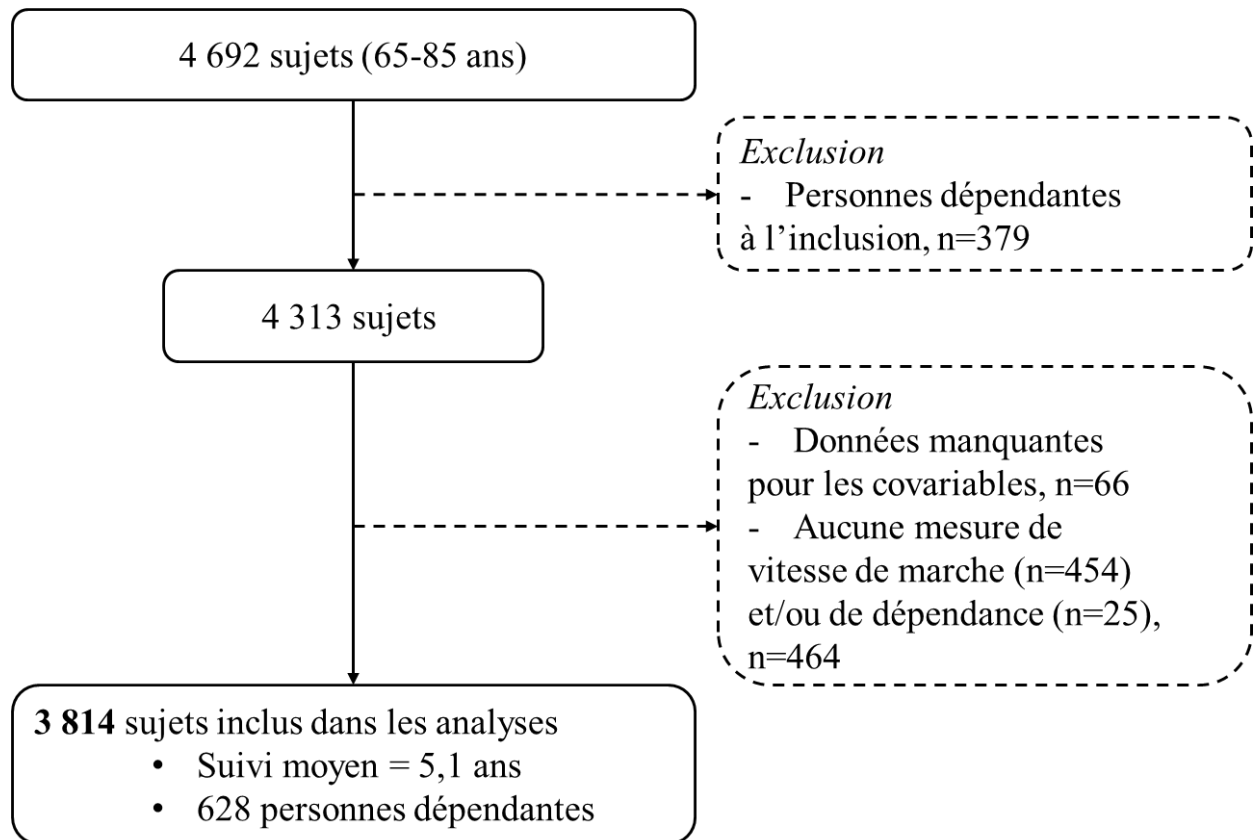 4 692 sujets (65-85 ans)
Exclusion
- Personnes dépendantes
à l’inclusion, n=379
4 313 sujets
Exclusion
- Données manquantes
pour les covariables, n=66
- Aucune mesure de
vitesse de marche (n=454)
et/ou de dépendance (n=25),
n=464
3 814 sujets inclus dans les analyses
• Suivi moyen = 5,1 ans
• 628 personnes dépendantes